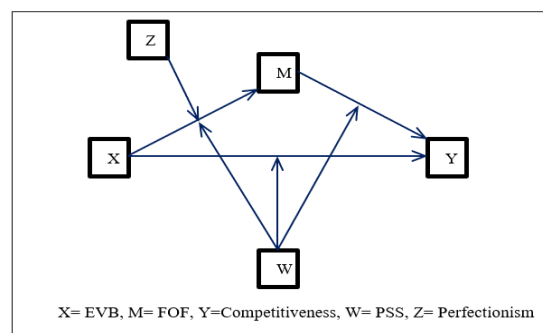 Z
M
X
Y
W
X= EVB, M= FOF, Y=Competitiveness, W= PSS, Z= Perfectionism